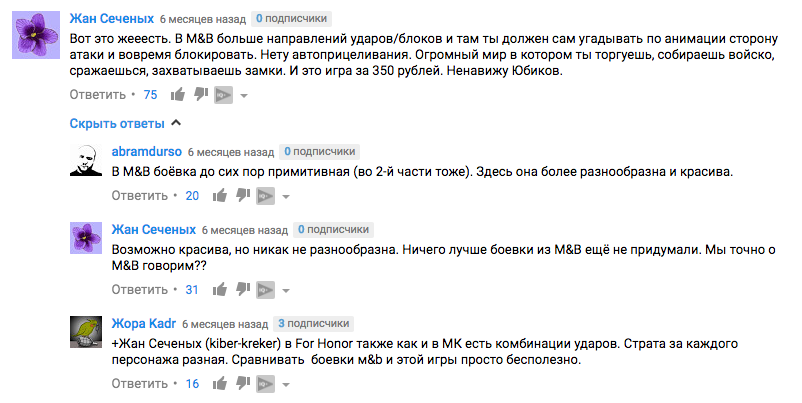 Жан Сеченых 6 месяцев назад 0 подписчики
Вот это жееесть. В M&B больше направлений ударов/блоков и там ты должен сам угадывать по анимации сторону
атаки и вовремя блокировать. Нету автоприцеливания. Огромный мир в котором ты торгуешь, собираешь войско,
сражаешься, захватываешь замки. И это игра за 350 рублей. Ненавижу Юбиков.
Ответить • 75
Скрыть ответы
abramdurso 6 месяцев назад 0 подписчики
В M&B боёвка до сих пор примитивная (во 2-й части тоже). Здесь она более разнообразна и красива.
Ответить • 20
Жан Сеченых 6 месяцев назад 0 подписчики
Возможно красива, но никак не разнообразна. Ничего лучше боевки из M&B ещё не придумали. Мы точно о
M&B говорим??
Ответить • 31
Жора Kadr 6 месяцев назад 3 подписчики
+Жан Сеченых (kiber-kreker) в For Honor также как и в МК есть комбинации ударов. Страта за каждого
персонажа разная. Сравнивать боевки m&b и этой игры просто бесполезно.
Ответить • 16